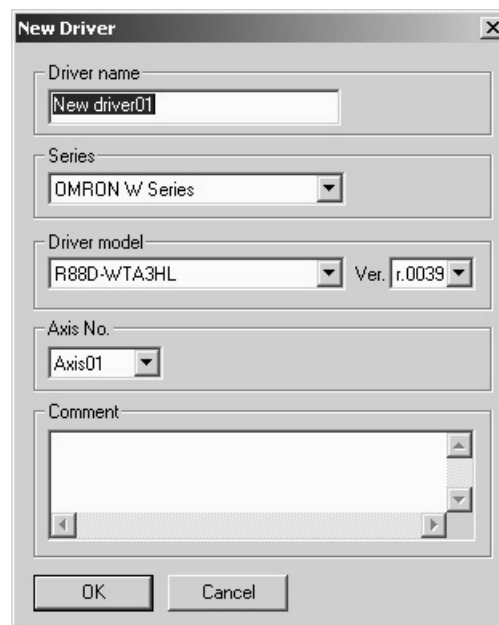 New Driver
Driver name
New driver01
Series
OMRON W Series
Driver model
R88D-WTA3HL Ver. r.0039
Axis No.
Axis01
Comment
OK Cancel